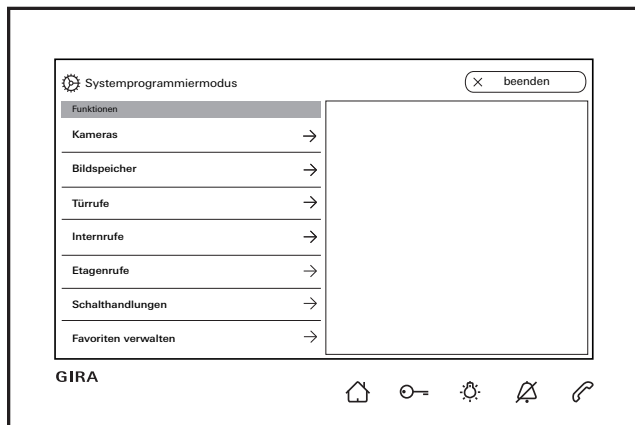 Systemprogrammiermodus
beenden
Funktionen
Kameras
Bildspeicher
Türrufe
Internrufe
Etagenrufe
Schalthandlungen
Favoriten verwalten
GIRA